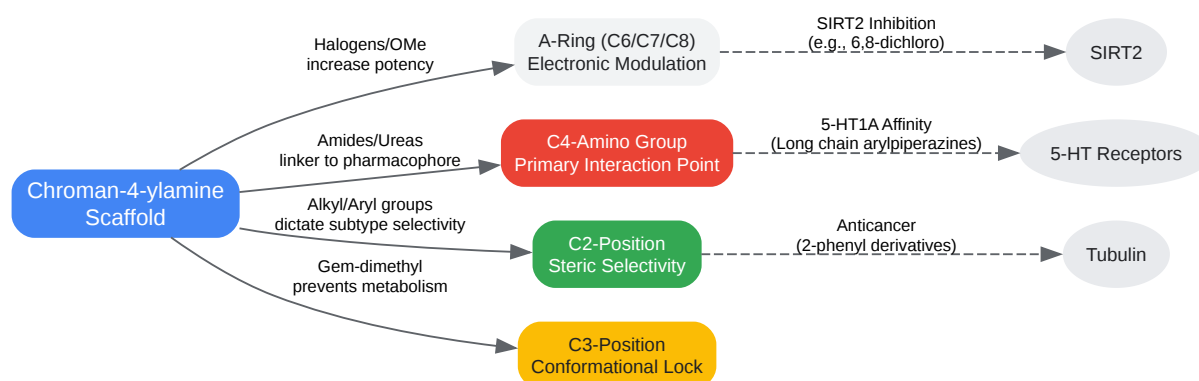 Chroman-4-ylamine
Scaffold
Halogens/OMe
increase potency
A-Ring (C6/C7/C8)
Electronic Modulation
SIRT2 Inhibition
(e.g., 6,8-dichloro)
SIRT2
Amides/Ureas
linker to pharmacophore
C4-Amino Group
Primary Interaction Point
5-HT1A Affinity
(Long chain arylpiperazines)
5-HT Receptors
Alkyl/Aryl groups
dictate subtype selectivity
C2-Position
Steric Selectivity
Anticancer
(2-phenyl derivatives)
Tubulin
Gem-dimethyl
prevents metabolism
C3-Position
Conformational Lock